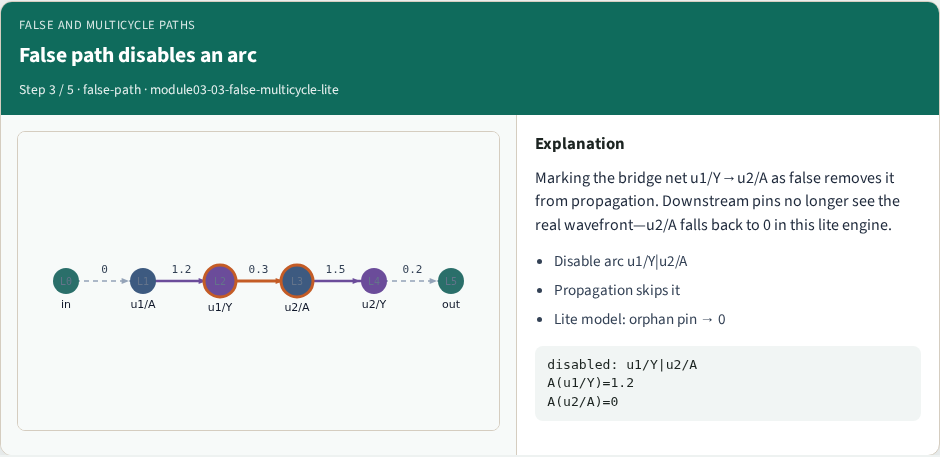 FALSE AND MULTICYCLE PATHS
False path disables an arc
Step 3 / 5 · false-path · module03-03-false-multicycle-lite
0 1.2 0.3 1.5 0.2
L0 L1 L2 L3 L4 L5
in u1/A u1/Y u2/A u2/Y out
Explanation
Marking the bridge net u1/Y→u2/A as false removes it
from propagation. Downstream pins no longer see the
real wavefront—u2/A falls back to 0 in this lite engine.
• Disable arc u1/Y|u2/A
• Propagation skips it
• Lite model: orphan pin → 0
disabled: u1/Y|u2/A
A(u1/Y)=1.2
A(u2/A)=0